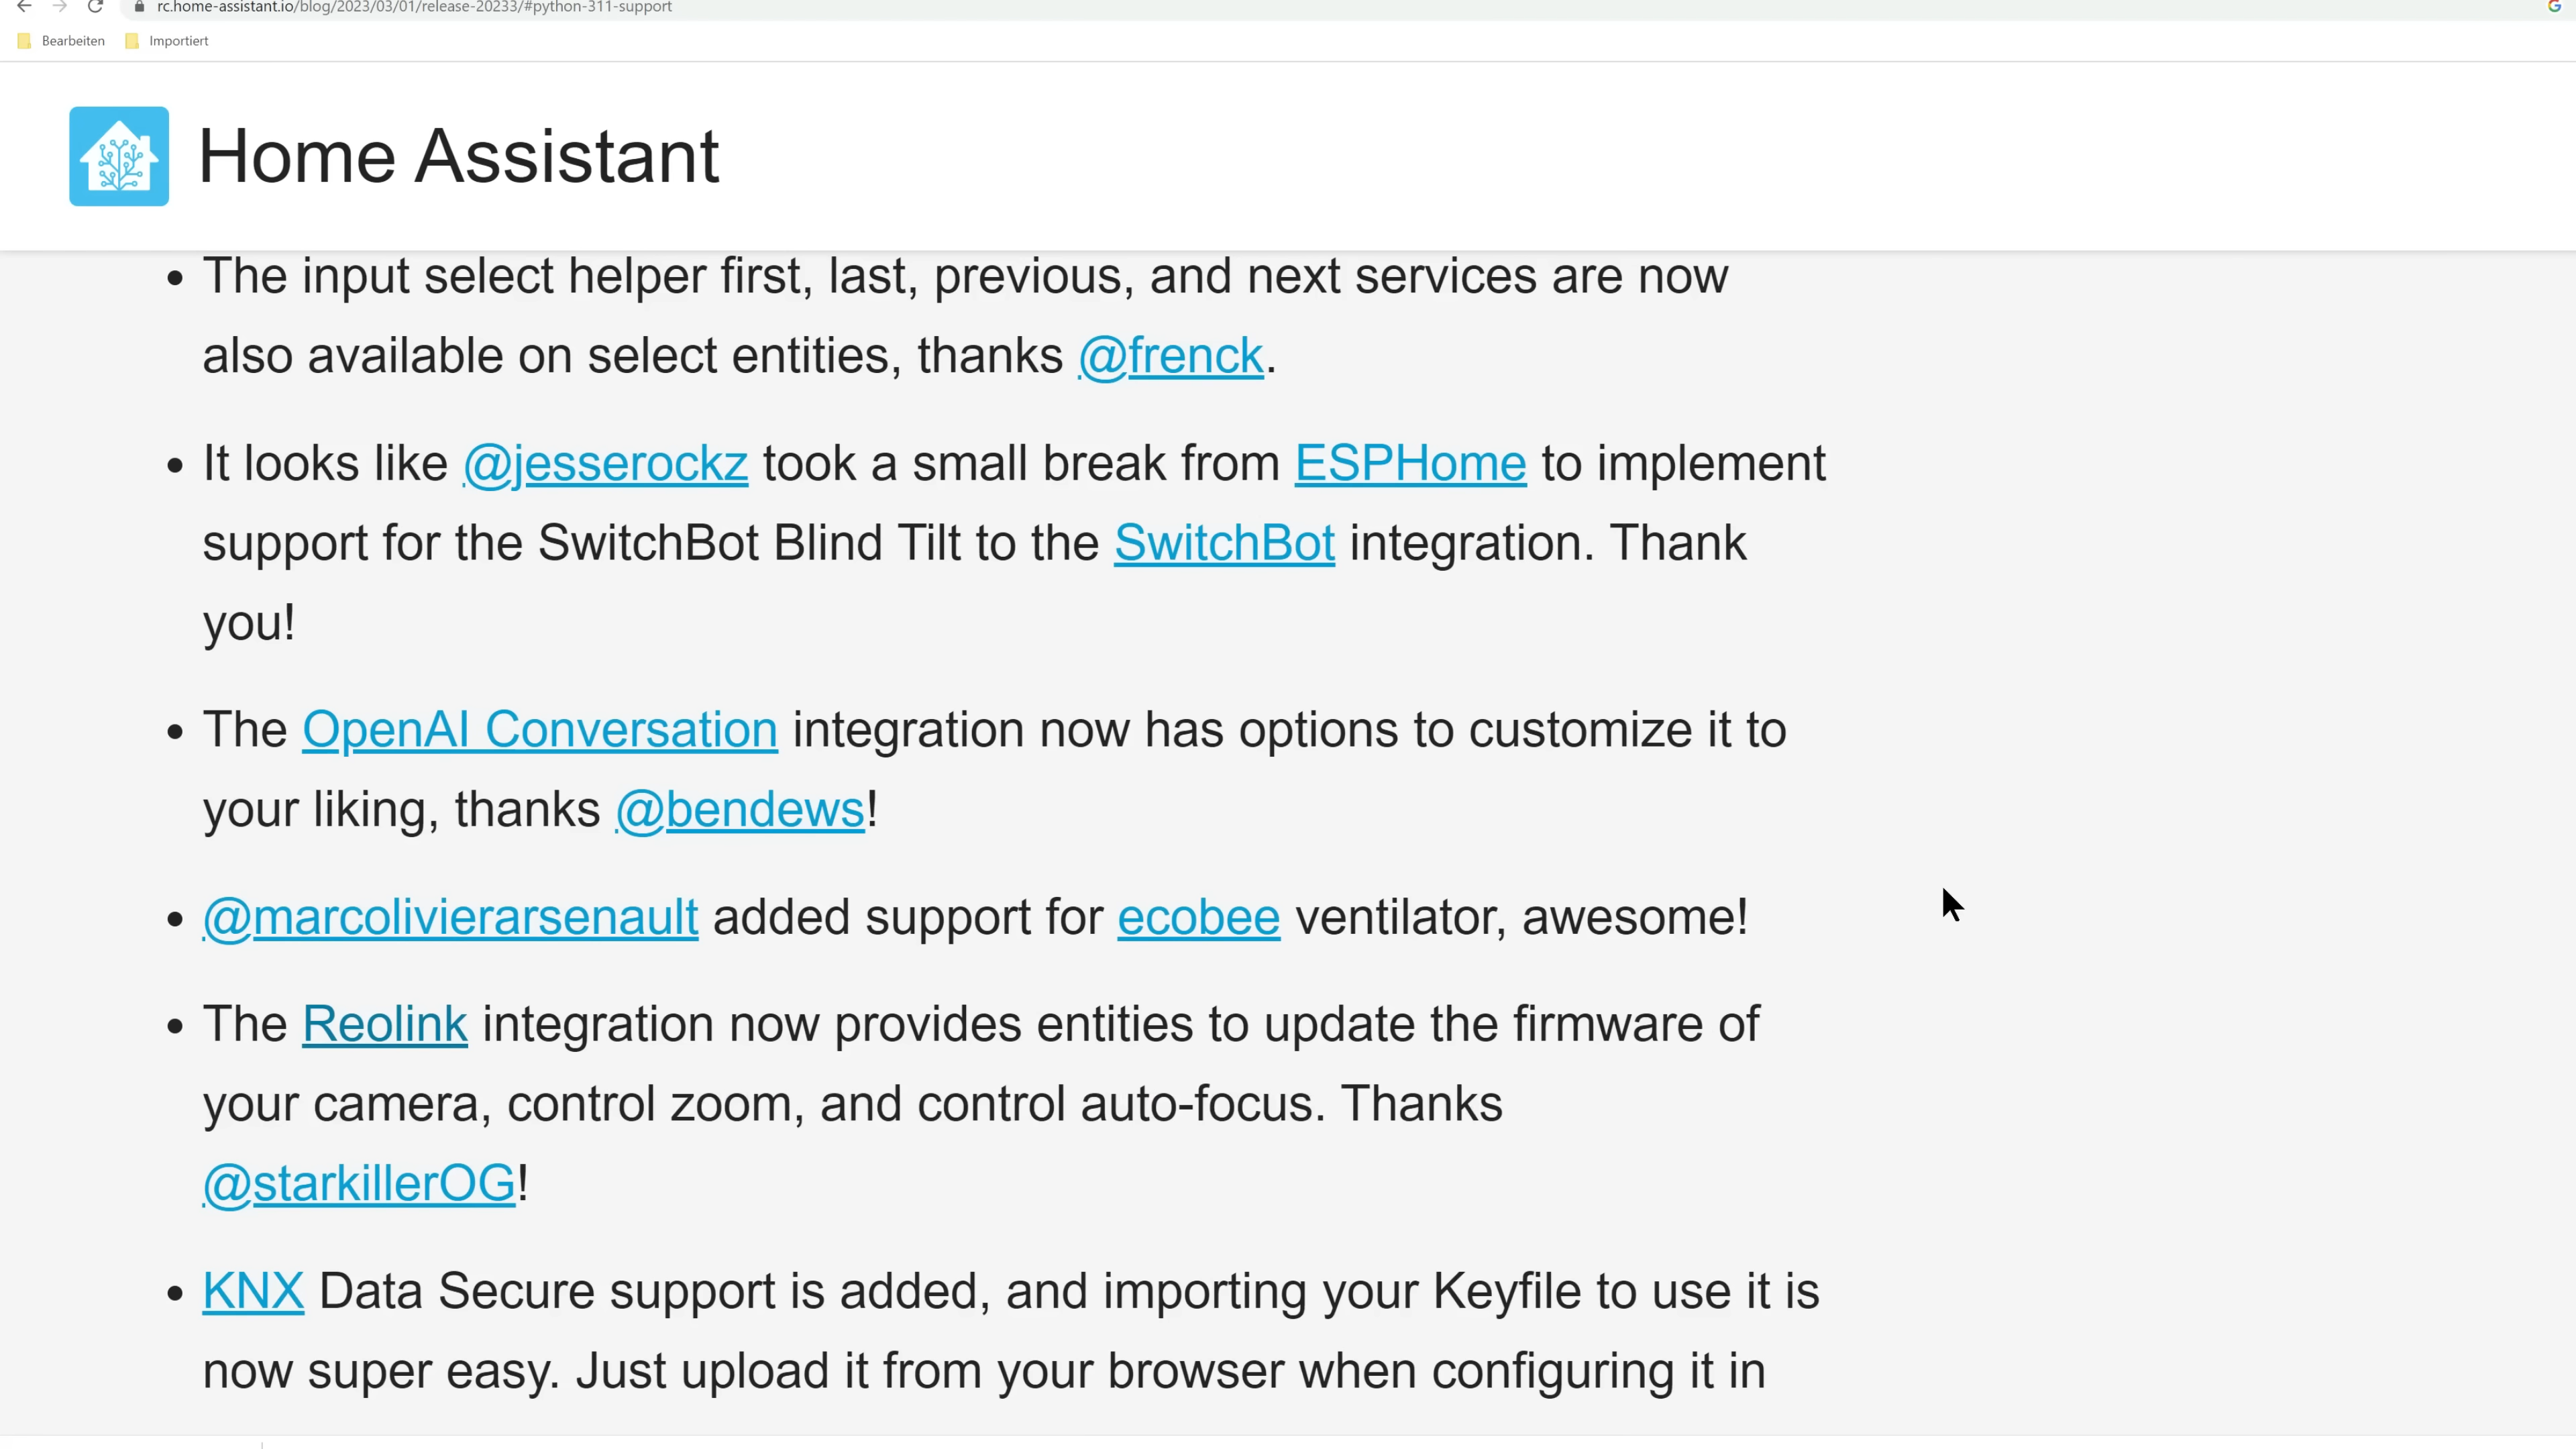 rc.home-assistant.io/blog/2023/03/01/release-20233/#python-311-support
Bearbeiten Importiert
Home Assistant
• The input select helper first, last, previous, and next services are now
also available on select entities, thanks @frenck.
• It looks like @jesserockz took a small break from ESPHome to implement
support for the SwitchBot Blind Tilt to the SwitchBot integration. Thank
you!
• The OpenAI Conversation integration now has options to customize it to
your liking, thanks @bendews!
• @marcolivierarsenault added support for ecobee ventilator, awesome!
• The Reolink integration now provides entities to update the firmware of
your camera, control zoom, and control auto-focus. Thanks
@starkillerOG!
• KNX Data Secure support is added, and importing your Keyfile to use it is
now super easy. Just upload it from your browser when configuring it in